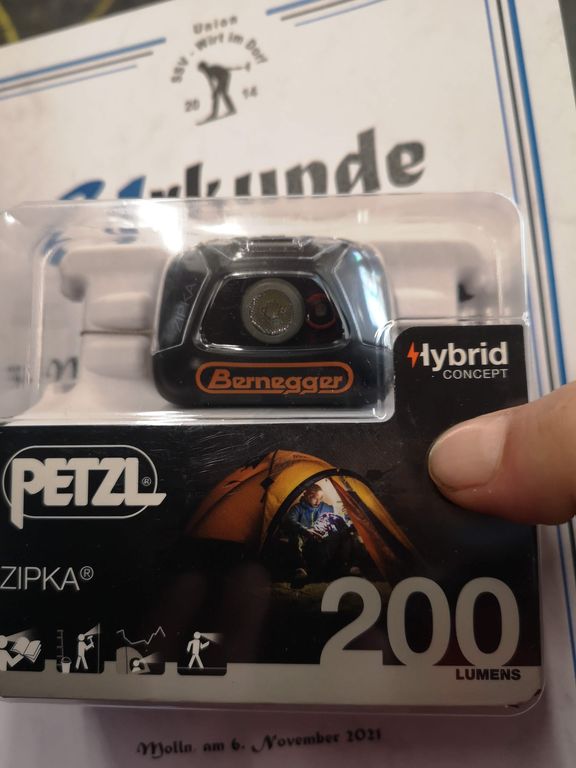 Union
SSV - Wirt im Dorf
20 14
Urkunde
ZIPKA
Bernegger
Hybrid
CONCEPT
PETZL®
ZIPKA®
200
LUMENS
Molln, am 6. November 2021